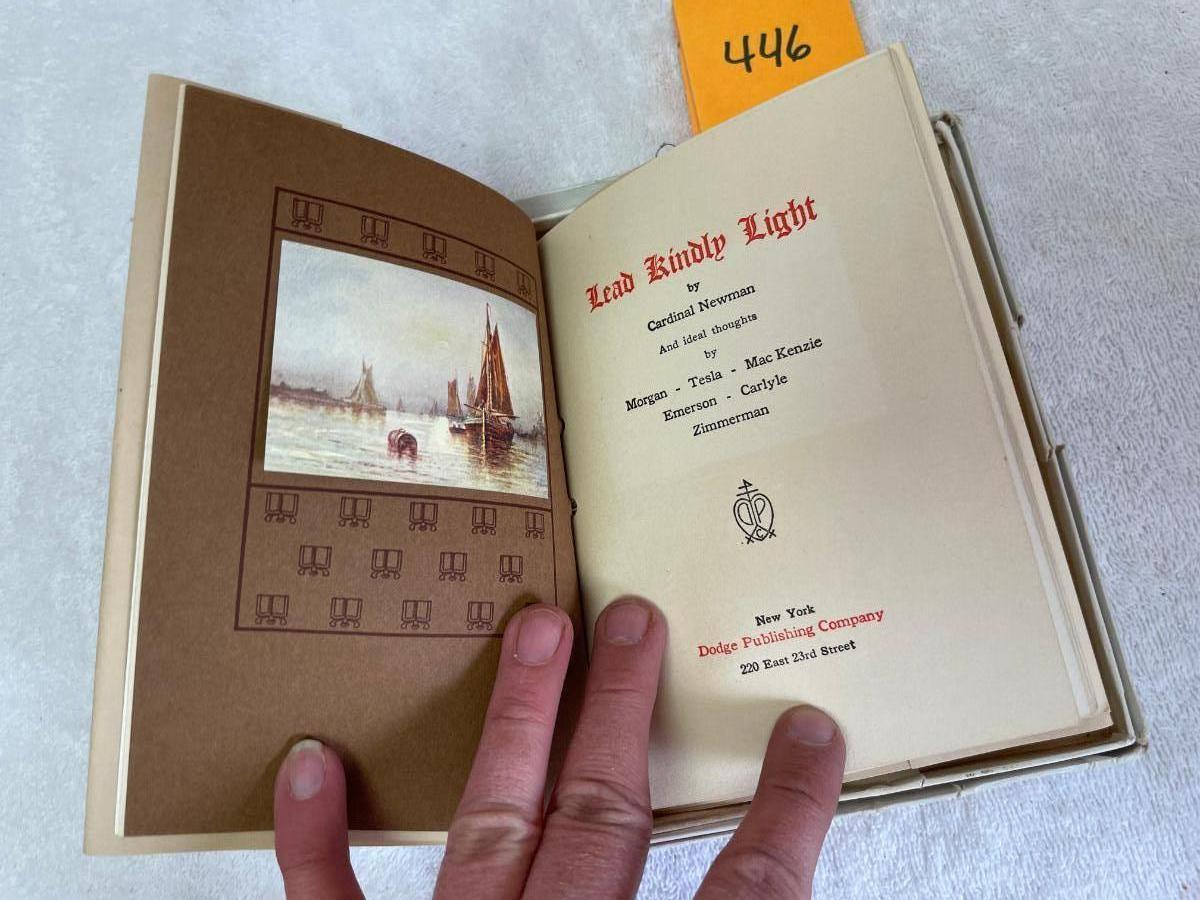 446
Lead Kindly Light
by
Cardinal Newman
And ideal thoughts
by
Morgan - Tesla - Mac Kenzie
Emerson - Carlyle
Zimmerman
DPC
New York
Dodge Publishing Company
220 East 23rd Street